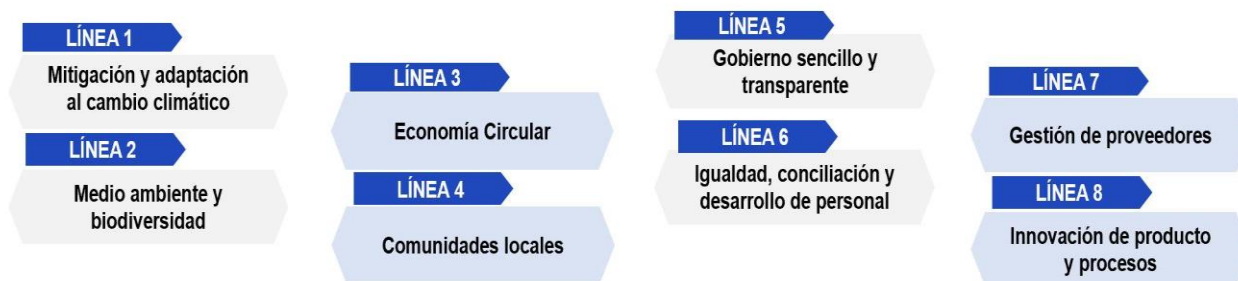 LÍNEA 1
Mitigación y adaptación
al cambio climático
LÍNEA 2
Medio ambiente y
biodiversidad
LÍNEA 3
Economía Circular
LÍNEA 4
Comunidades locales
LÍNEA 5
Gobierno sencillo y
transparente
LÍNEA 6
Igualdad, conciliación y
desarrollo de personal
LÍNEA 7
Gestión de proveedores
LÍNEA 8
Innovación de producto
y procesos